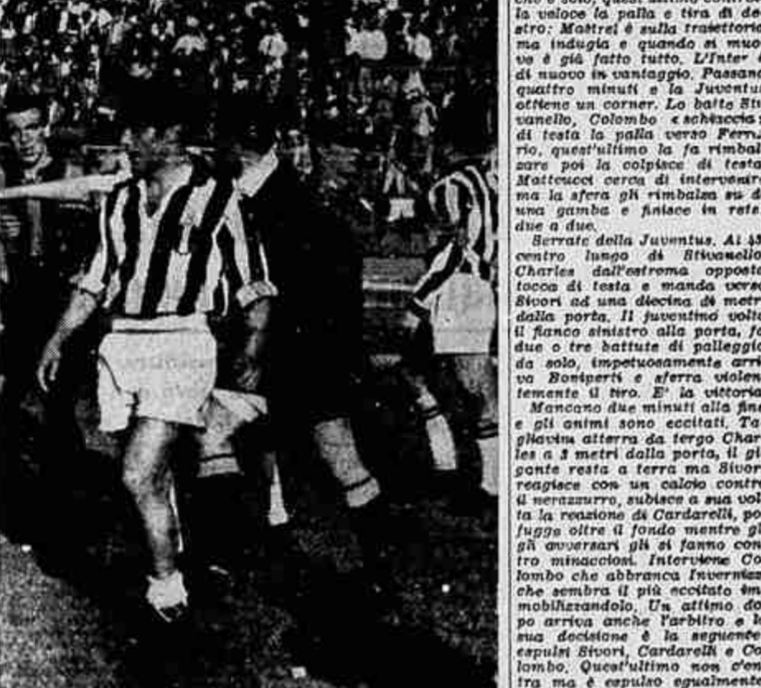 la veloce la palla e tira di de-
stro: Mattrel è sulla traiettoria
ma indugia e quando si muo-
ve è già fatto tutto. L'Inter è
di nuovo in vantaggio. Passano
quattro minuti e la Juventus
ottiene un corner. Lo batte Sti-
vanello, Colombo «schiaccia»
di testa la palla verso Ferra
rio, quest'ultimo la fa rimbal
zare poi la colpisce di testa
Matteucci cerca di intervenire
ma la sfera gli rimbalza su d
una gamba e finisce in rete:
due a due.
Serrate della Juventus. Al 43
centro lungo di Stivanello
Charles dall'estrema opposta
tocca di testa e manda verso
Sivori ad una diecina di metr
dalla porta. Il juventino volta
il fianco sinistro alla porta, fa
due o tre battute di palleggio
da solo, impetuosamente arri
va Boniperti e sferra violen
temente il tiro. E' la vittoria
Mancano due minuti alla fine
e gli animi sono eccitati. Ta
gliavini atterra da tergo Char
les a 3 metri dalla porta, il gi
gante resta a terra ma Sivori
reagisce con un calcio contro
il nerazzurro, subisce a sua vol
ta la reazione di Cardarelli, po
fugge oltre il fondo mentre gl
gli avversari gli si fanno con
tro minacciosi. Interviene Co
lombo che abbranca Invernizz
che sembra il più eccitato im
mobilizzandolo. Un attimo do
po arriva anche l'arbitro e la
sua decisione è la seguente
espulsi Sivori, Cardarelli e Co
lombo. Quest'ultimo non c'en
tra ma è espulso egualmente